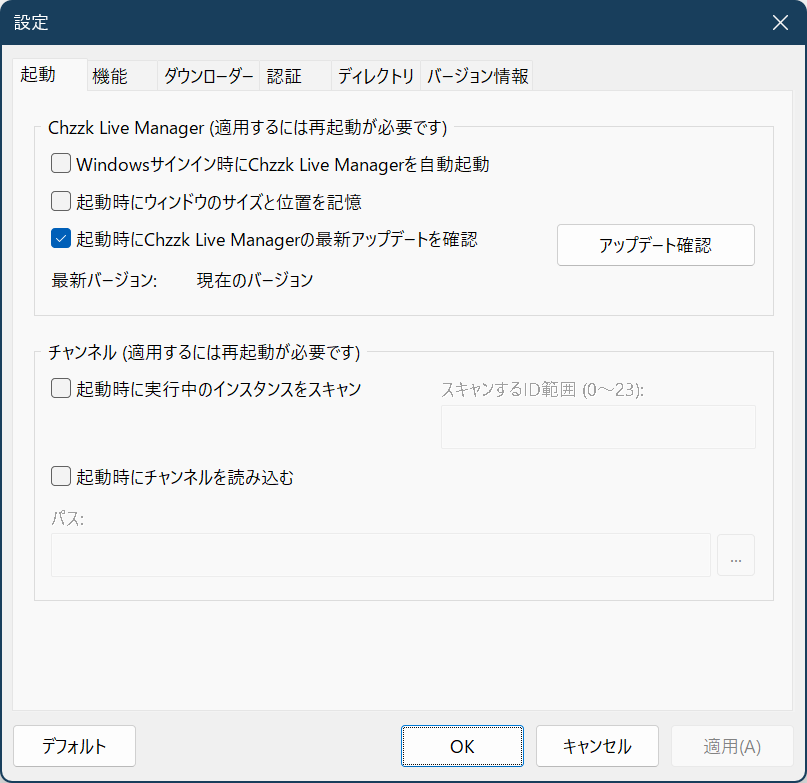 設定
起動 機能 ダウンローダー 認証 ディレクトリ バージョン情報
Chzzk Live Manager (適用するには再起動が必要です)
Windowsサインイン時にChzzk Live Managerを自動起動
起動時にウィンドウのサイズと位置を記憶
起動時にChzzk Live Managerの最新アップデートを確認
アップデート確認
最新バージョン: 現在のバージョン
チャンネル (適用するには再起動が必要です)
起動時に実行中のインスタンスをスキャン
スキャンするID範囲 (0～23):
起動時にチャンネルを読み込む
パス:
...
デフォルト OK キャンセル 適用(A)